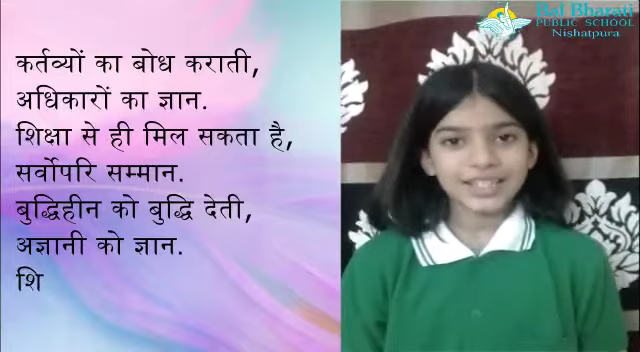 कर्तव्यों का बोध कराती,
अधिकारों का ज्ञान.
शिक्षा से ही मिल सकता है,
सर्वोपरि सम्मान.
बुद्धिहीन को बुद्धि देती,
अज्ञानी को ज्ञान.
शि
Bal Bharati
PUBLIC SCHOOL
Nishatpura